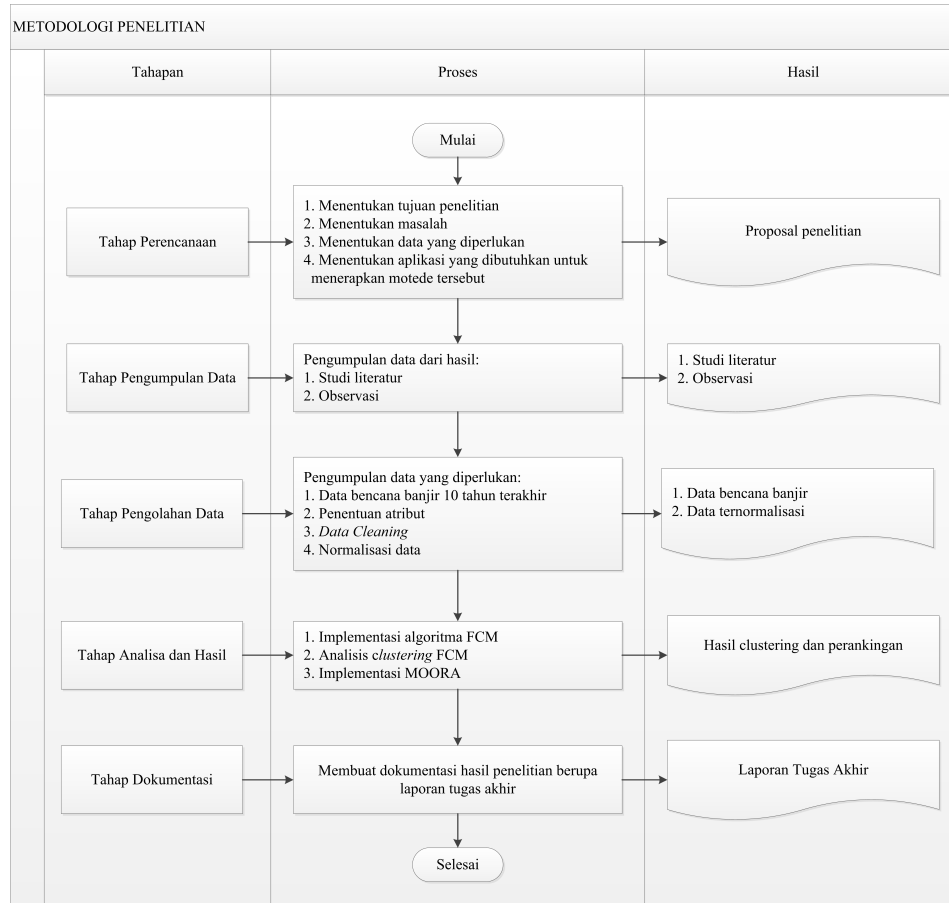 METODOLOGI PENELITIAN
Tahapan
Proses
Hasil
Mulai
Tahap Perencanaan
1. Menentukan tujuan penelitian
2. Menentukan masalah
3. Menentukan data yang diperlukan
4. Menentukan aplikasi yang dibutuhkan untuk
menerapkan motede tersebut
Proposal penelitian
Tahap Pengumpulan Data
Pengumpulan data dari hasil:
1. Studi literatur
2. Observasi
1. Studi literatur
2. Observasi
Tahap Pengolahan Data
Pengumpulan data yang diperlukan:
1. Data bencana banjir 10 tahun terakhir
2. Penentuan atribut
3. Data Cleaning
4. Normalisasi data
1. Data bencana banjir
2. Data ternormalisasi
Tahap Analisa dan Hasil
1. Implementasi algoritma FCM
2. Analisis clustering FCM
3. Implementasi MOORA
Hasil clustering dan perankingan
Tahap Dokumentasi
Membuat dokumentasi hasil penelitian berupa
laporan tugas akhir
Laporan Tugas Akhir
Selesai